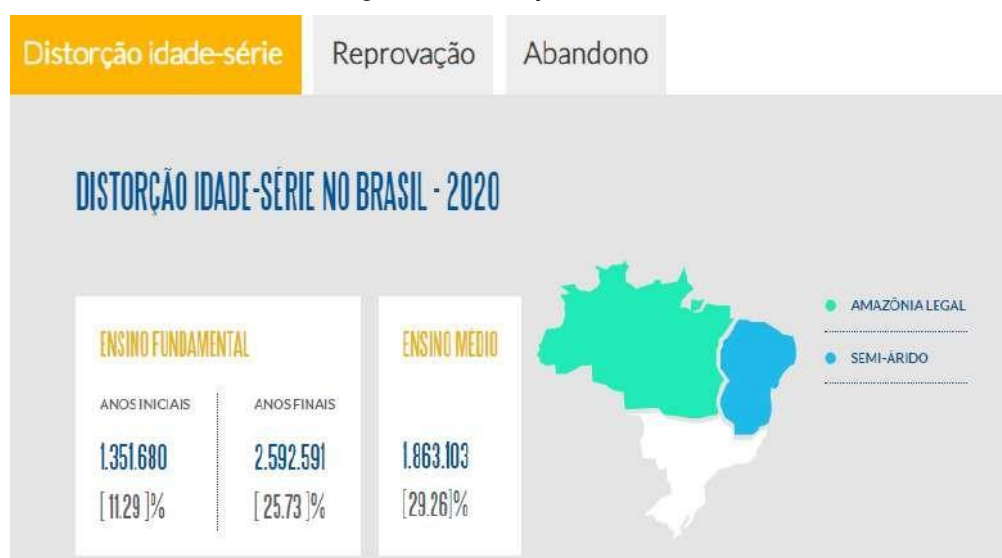 Distorção idade-série
Reprovação
Abandono
DISTORÇÃO IDADE-SÉRIE NO BRASIL - 2020
ENSINO FUNDAMENTAL
ANOS INICIAIS
1.351.680
[ 11.29 ]%
ANOS FINAIS
2.592.591
[ 25.73 ]%
ENSINO MÉDIO
1.863.103
[29.26]%
AMAZÔNIA LEGAL
SEMI-ÁRIDO